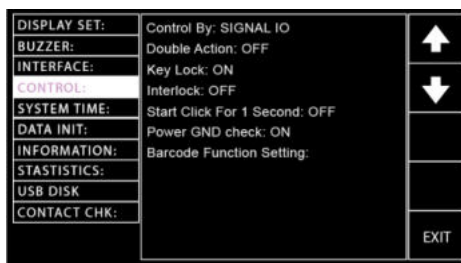 DISPLAY SET:
BUZZER:
INTERFACE:
CONTROL:
SYSTEM TIME:
DATA INIT:
INFORMATION:
STASTISTICS:
USB DISK
CONTACT CHK:
Control By: SIGNAL IO
Double Action: OFF
Key Lock: ON
Interlock: OFF
Start Click For 1 Second: OFF
Power GND check: ON
Barcode Function Setting:
EXIT